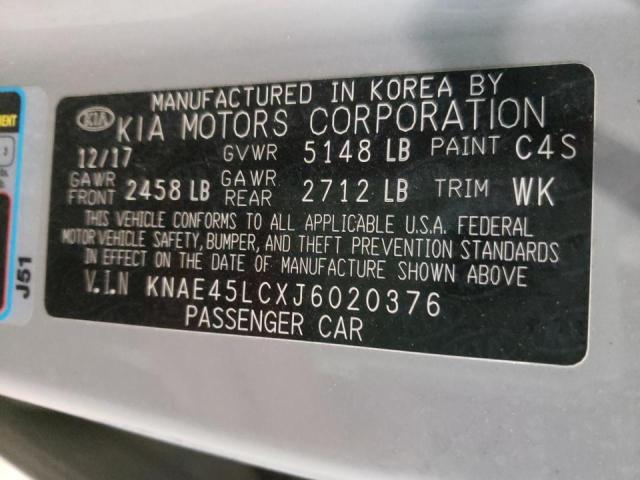 MANUFACTURED IN KOREA BY
KIA KIA MOTORS CORPORATION
12/17 GVWR 5148 LB PAINT C4S
GAWR FRONT 2458 LB GAWR REAR 2712 LB TRIM WK
THIS VEHICLE CONFORMS TO ALL APPLICABLE U.S.A. FEDERAL
MOTOR VEHICLE SAFETY, BUMPER, AND THEFT PREVENTION STANDARDS
IN EFFECT ON THE DATE OF MANUFACTURE SHOWN ABOVE
V.I.N KNAE45LCXJ6020376
PASSENGER CAR
J51